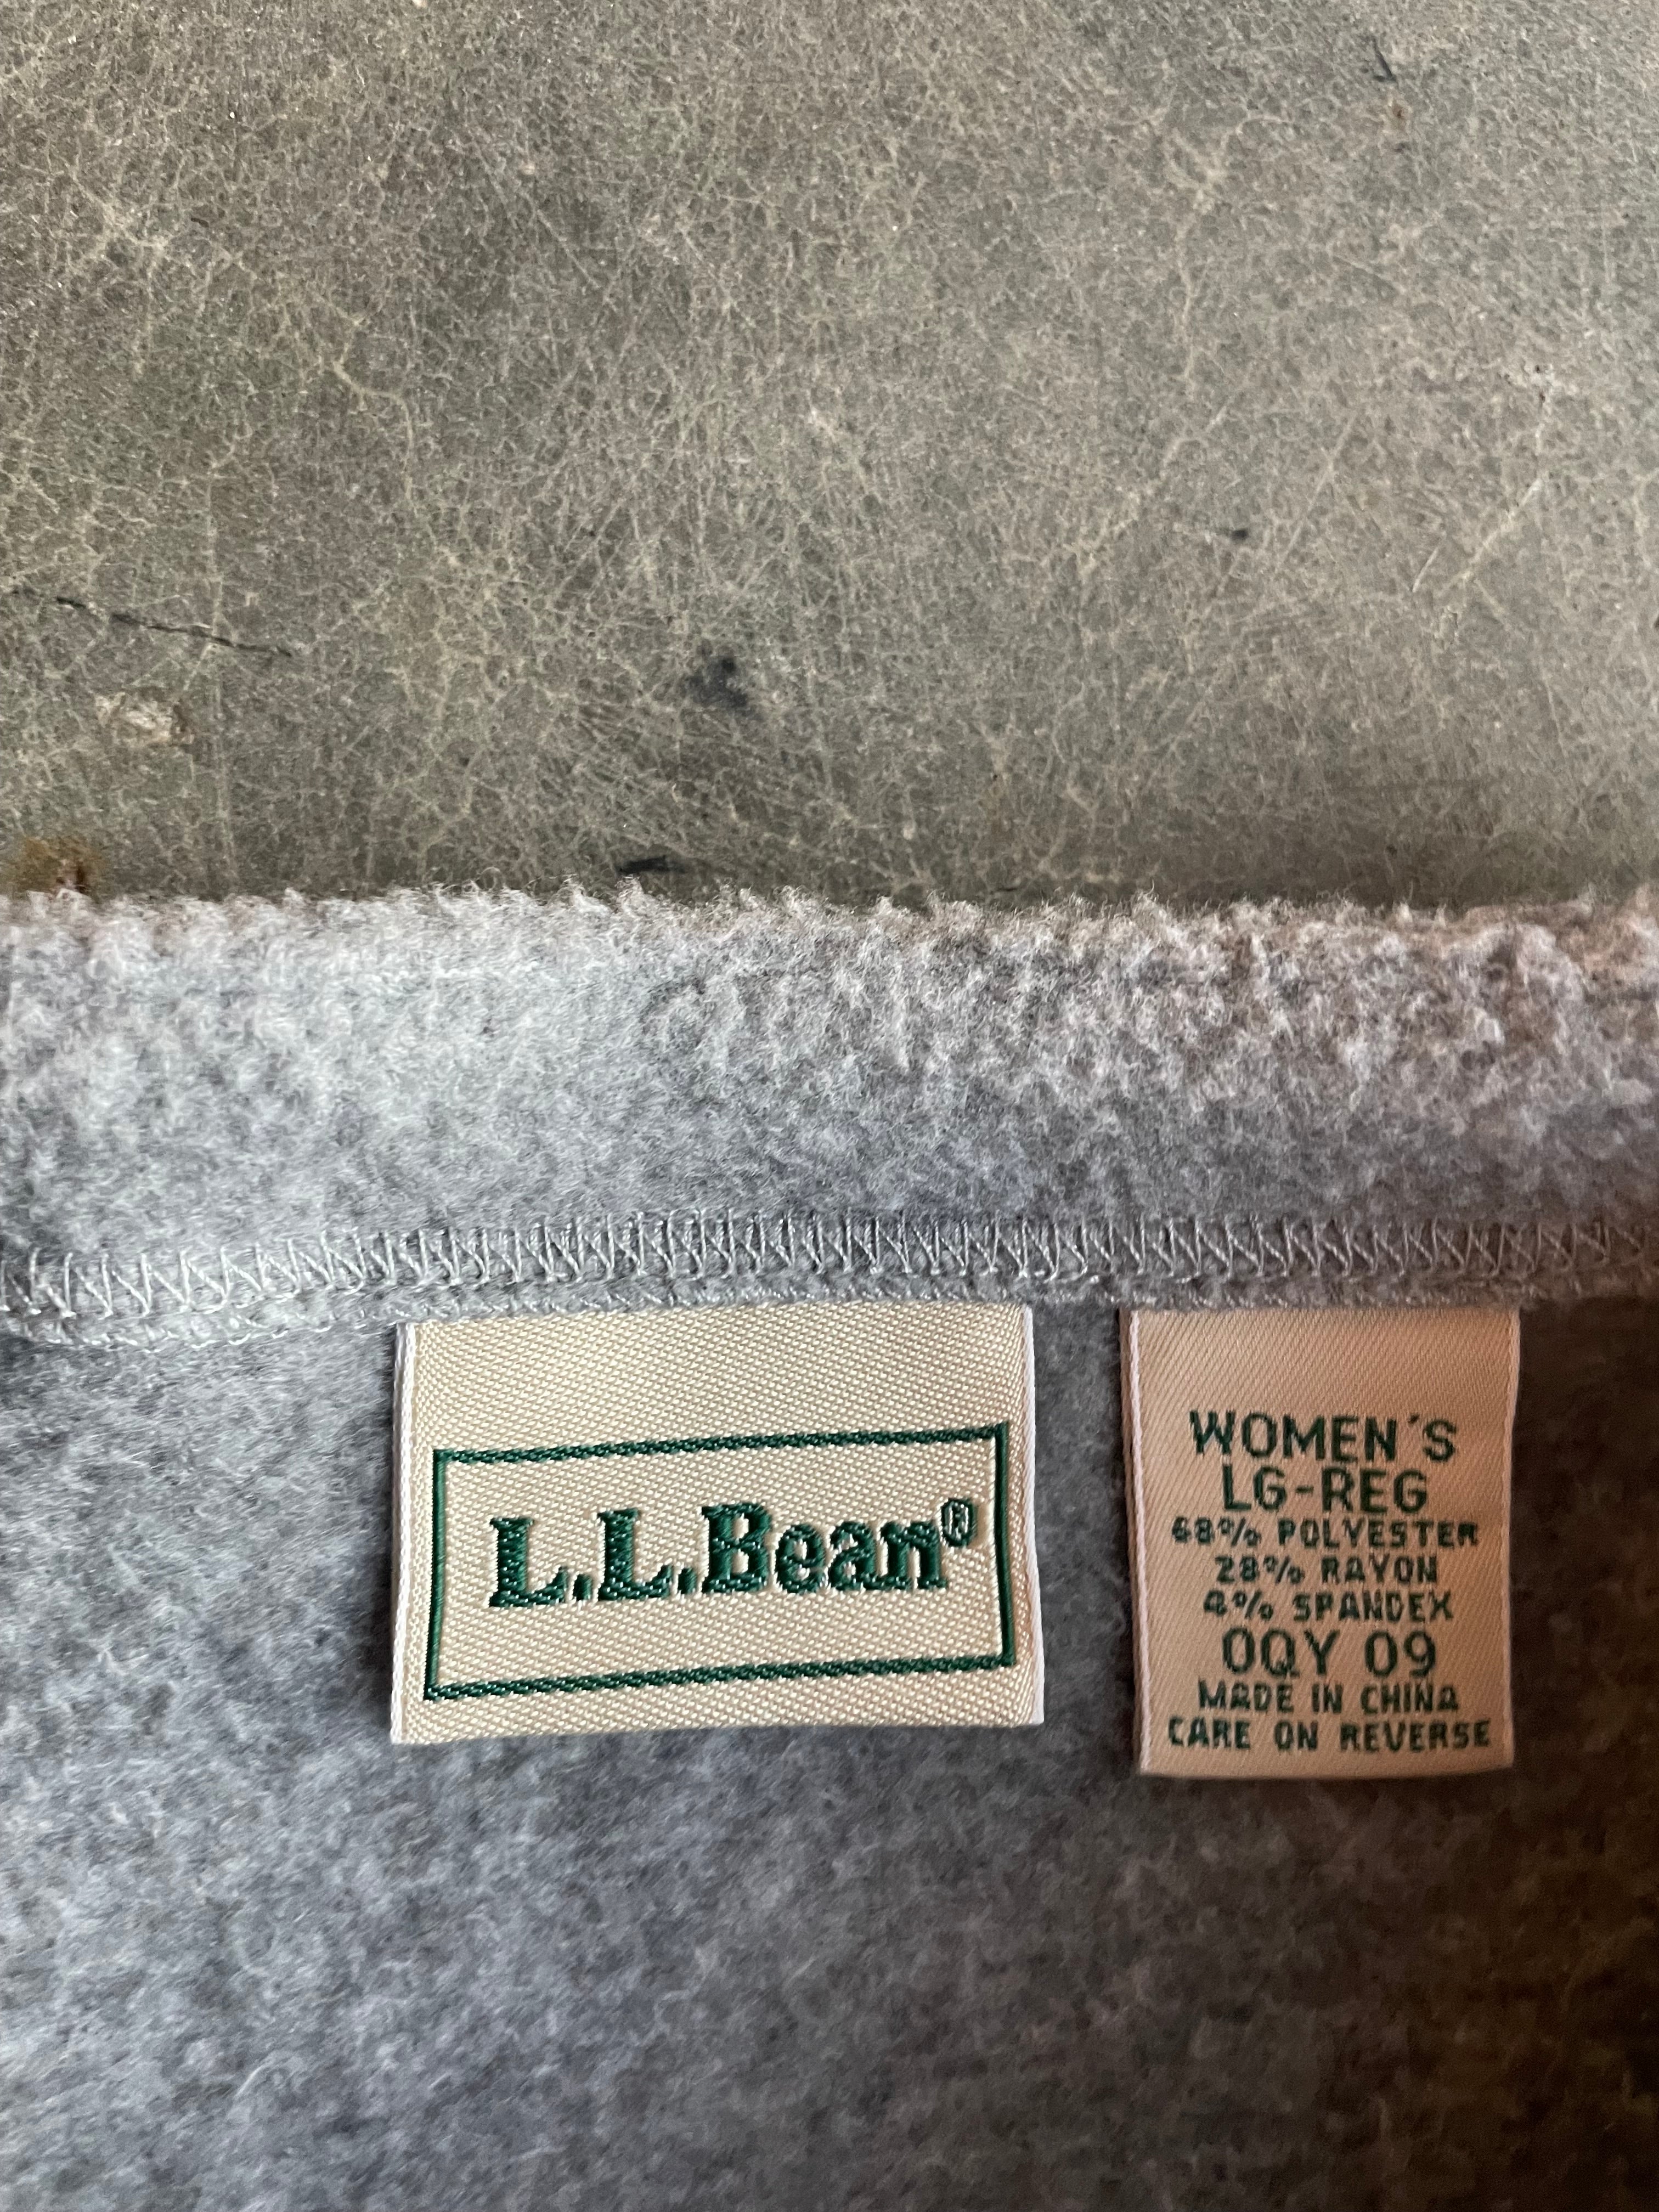 L.L.Bean®
WOMEN'S
LG-REG
68% POLYESTER
28% RAYON
4% SPANDEX
0QY 09
MADE IN CHINA
CARE ON REVERSE